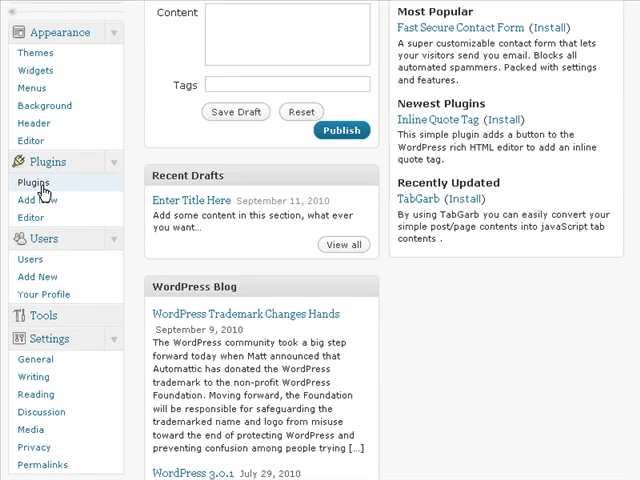 Appearance
Themes
Widgets
Menus
Background
Header
Editor
Plugins
Plugins
Add New
Editor
Users
Users
Add New
Your Profile
Tools
Settings
General
Writing
Reading
Discussion
Media
Privacy
Permalinks
Content
Tags
Save Draft
Reset
Publish
Recent Drafts
Enter Title Here September 11, 2010
Add some content in this section, what ever
you want...
View all
WordPress Blog
WordPress Trademark Changes Hands
September 9, 2010
The WordPress community took a big step
forward today when Matt announced that
Automattic has donated the WordPress
trademark to the non-profit WordPress
Foundation. Moving forward, the Foundation
will be responsible for safeguarding the
trademarked name and logo from misuse
toward the end of protecting WordPress and
preventing confusion among people trying [...]
WordPress 3.0.1 July 29, 2010
Most Popular
Fast Secure Contact Form (Install)
A super customizable contact form that lets
your visitors send you email. Blocks all
automated spammers. Packed with settings
and features.
Newest Plugins
Inline Quote Tag (Install)
This simple plugin adds a button to the
WordPress rich HTML editor to add an inline
quote tag.
Recently Updated
TabGarb (Install)
By using TabGarb you can easily convert your
simple post/page contents into javaScript tab
contents .